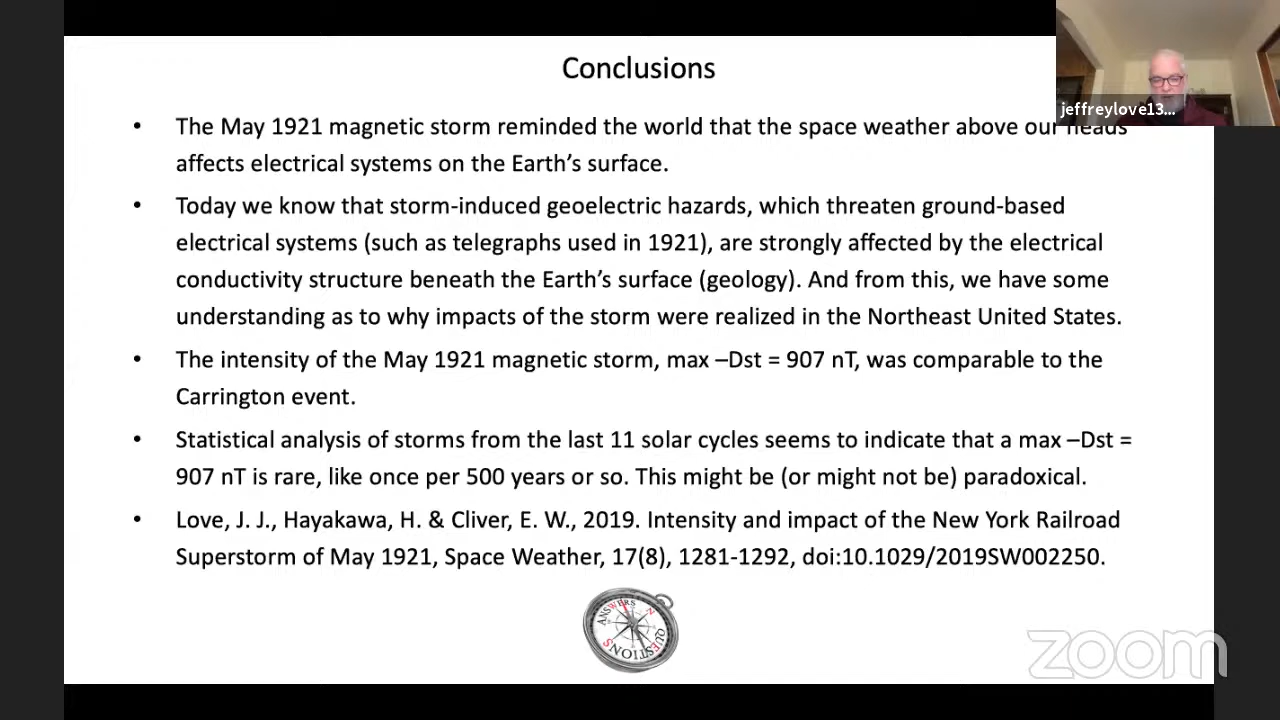 Conclusions
jeffreylove13...
• The May 1921 magnetic storm reminded the world that the space weather above our heads
affects electrical systems on the Earth’s surface.
• Today we know that storm-induced geoelectric hazards, which threaten ground-based
electrical systems (such as telegraphs used in 1921), are strongly affected by the electrical
conductivity structure beneath the Earth’s surface (geology). And from this, we have some
understanding as to why impacts of the storm were realized in the Northeast United States.
• The intensity of the May 1921 magnetic storm, max –Dst = 907 nT, was comparable to the
Carrington event.
• Statistical analysis of storms from the last 11 solar cycles seems to indicate that a max –Dst =
907 nT is rare, like once per 500 years or so. This might be (or might not be) paradoxical.
• Love, J. J., Hayakawa, H. & Cliver, E. W., 2019. Intensity and impact of the New York Railroad
Superstorm of May 1921, Space Weather, 17(8), 1281-1292, doi:10.1029/2019SW002250.
ANSWERS
N
QUESTIONS
zoom